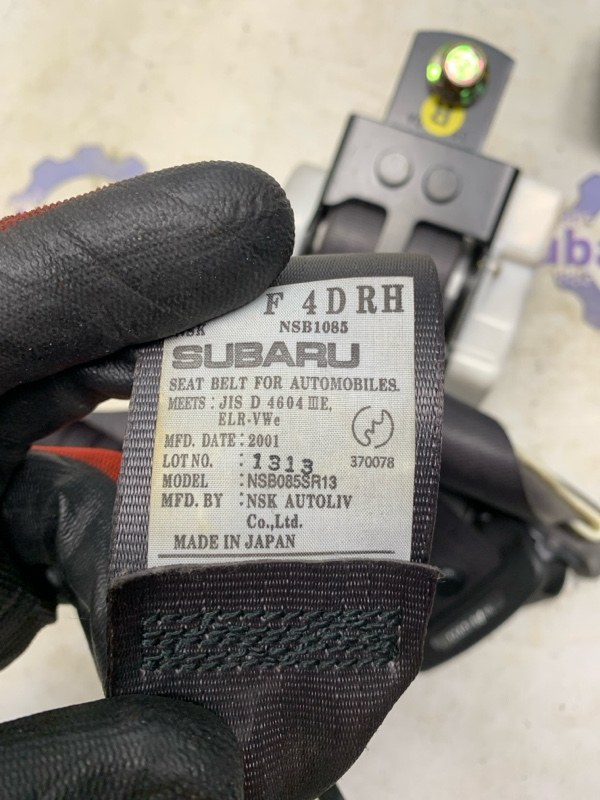 R
F 4DRH
NSK
NSB1085
SUBARU
SEAT BELT FOR AUTOMOBILES.
MEETS : JIS D 4604 ⅢE,
ELR-VWe
MFD. DATE : 2001
LOT NO. : 1313
370078
MODEL : NSB085SR13
MFD. BY : NSK AUTOLIV
Co.,Ltd.
MADE IN JAPAN